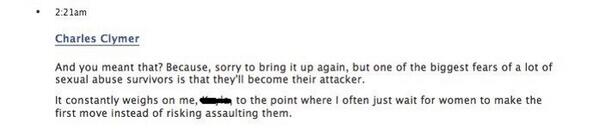 2:21am
Charles Clymer
And you meant that? Because, sorry to bring it up again, but one of the biggest fears of a lot of
sexual abuse survivors is that they'll become their attacker.
It constantly weighs on me, , to the point where I often just wait for women to make the
first move instead of risking assaulting them.